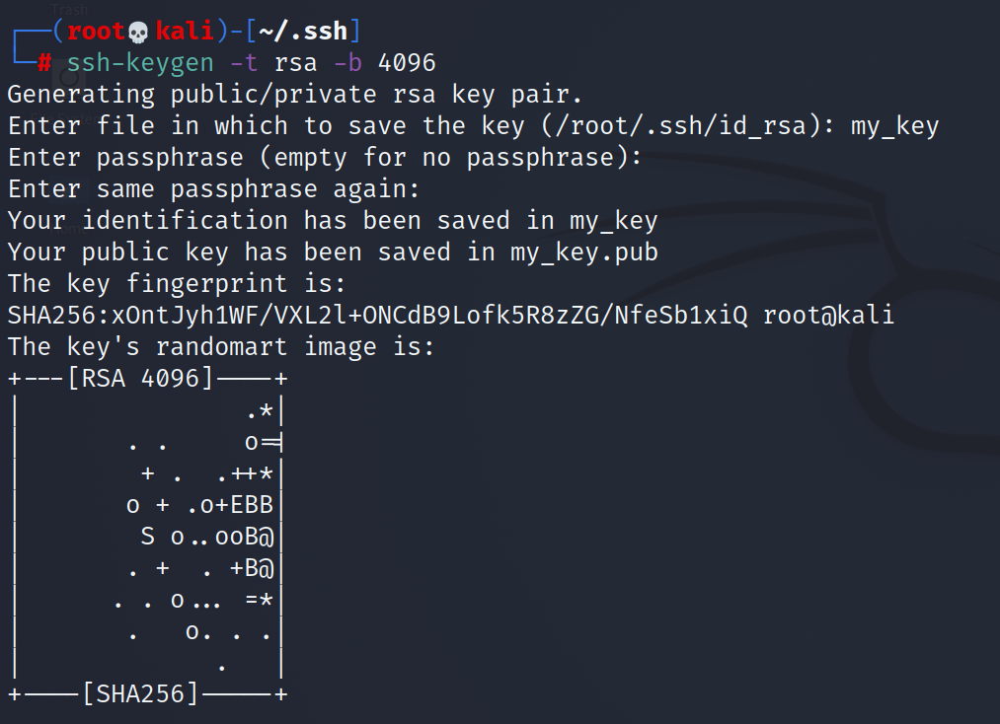 Trash
┌──(root💀kali)-[~/.ssh]
└─# ssh-keygen -t rsa -b 4096
Generating public/private rsa key pair.
Enter file in which to save the key (/root/.ssh/id_rsa): my_key
Enter passphrase (empty for no passphrase):
Enter same passphrase again:
Your identification has been saved in my_key
Your public key has been saved in my_key.pub
The key fingerprint is:
SHA256:xOntJyh1WF/VXL2l+ONCdB9Lofk5R8zZG/NfeSb1xiQ root@kali
The key's randomart image is:
+---[RSA 4096]----+
|               .*|
|       . .     o==|
|        + .  .++*|
|       o + .o+EBB|
|        S o..ooB@|
|       . +  . +B@|
|      . . o... =*|
|       .   o. . .|
|             .   |
+----[SHA256]-----+